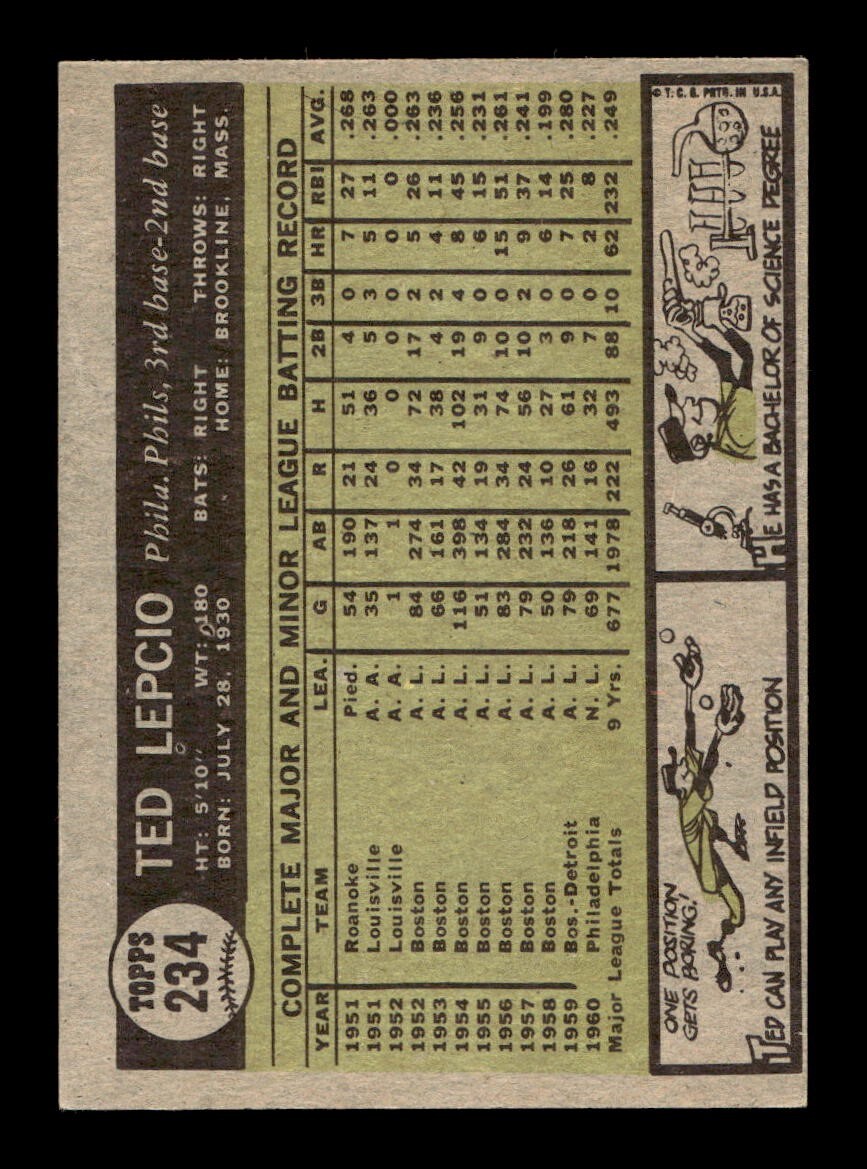 TOPPS
234
TED LEPCIO Phila. Phils, 3rd base-2nd base
HT: 5'10" WT: 180 BATS: RIGHT THROWS: RIGHT
BORN: JULY 28, 1930 HOME: BROOKLINE, MASS.
COMPLETE MAJOR AND MINOR LEAGUE BATTING RECORD
YEAR TEAM LEA. G AB R H 2B 3B HR RBI AVG.
1951 Roanoke Pied. 54 190 21 51 4 0 7 27 .268
1951 Louisville A. A. 35 137 24 36 5 3 5 11 .263
1952 Louisville A. A. 1 1 0 0 0 0 0 0 .000
1952 Boston A. L. 84 274 34 72 17 2 5 26 .263
1953 Boston A. L. 66 161 17 38 4 2 4 11 .236
1954 Boston A. L. 116 398 42 102 19 4 8 45 .256
1955 Boston A. L. 51 134 19 31 9 0 6 15 .231
1956 Boston A. L. 83 284 34 74 10 0 15 51 .261
1957 Boston A. L. 79 232 24 56 10 2 9 37 .241
1958 Boston A. L. 50 136 10 27 3 0 6 14 .199
1959 Bos.-Detroit A. L. 79 218 26 61 9 0 7 25 .280
1960 Philadelphia N. L. 69 141 16 32 7 0 2 8 .227
Major League Totals 9 Yrs. 677 1978 222 493 88 10 62 232 .249
ONE POSITION
GETS BORING!
TED CAN PLAY ANY INFIELD POSITION
HE HAS A BACHELOR OF SCIENCE DEGREE
© T. C. G. PRTD. IN U.S.A.